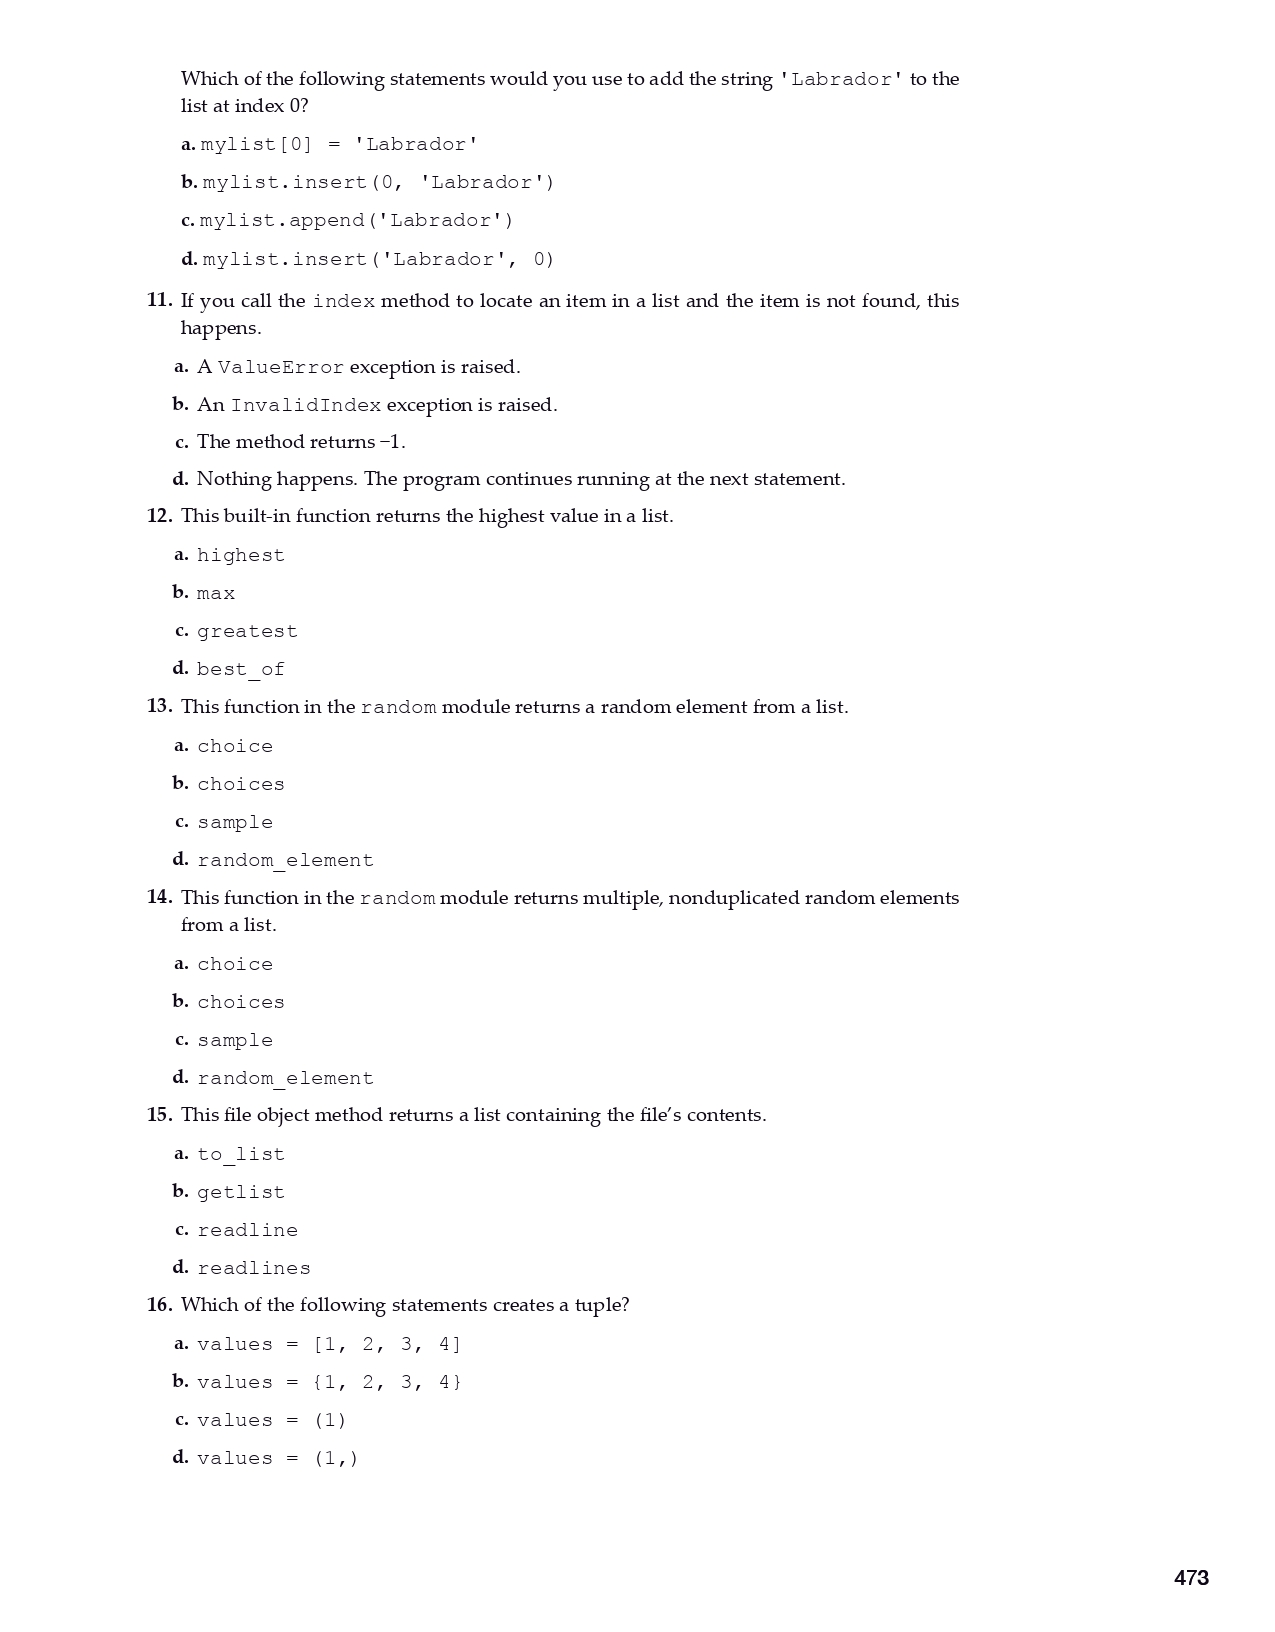 Which of the following statements would you use to add the string 'Labrador' to the
list at index 0?
a. mylist[0] = 'Labrador'
b. mylist.insert(0, 'Labrador')
c. mylist.append('Labrador')
d. mylist.insert('Labrador', 0)
11. If you call the index method to locate an item in a list and the item is not found, this
happens.
a. A ValueError exception is raised.
b. An InvalidIndex exception is raised.
c. The method returns −1.
d. Nothing happens. The program continues running at the next statement.
12. This built-in function returns the highest value in a list.
a. highest
b. max
c. greatest
d. best_of
13. This function in the random module returns a random element from a list.
a. choice
b. choices
c. sample
d. random_element
14. This function in the random module returns multiple, nonduplicated random elements
from a list.
a. choice
b. choices
c. sample
d. random_element
15. This file object method returns a list containing the file’s contents.
a. to_list
b. getlist
c. readline
d. readlines
16. Which of the following statements creates a tuple?
a. values = [1, 2, 3, 4]
b. values = {1, 2, 3, 4}
c. values = (1)
d. values = (1,)
473